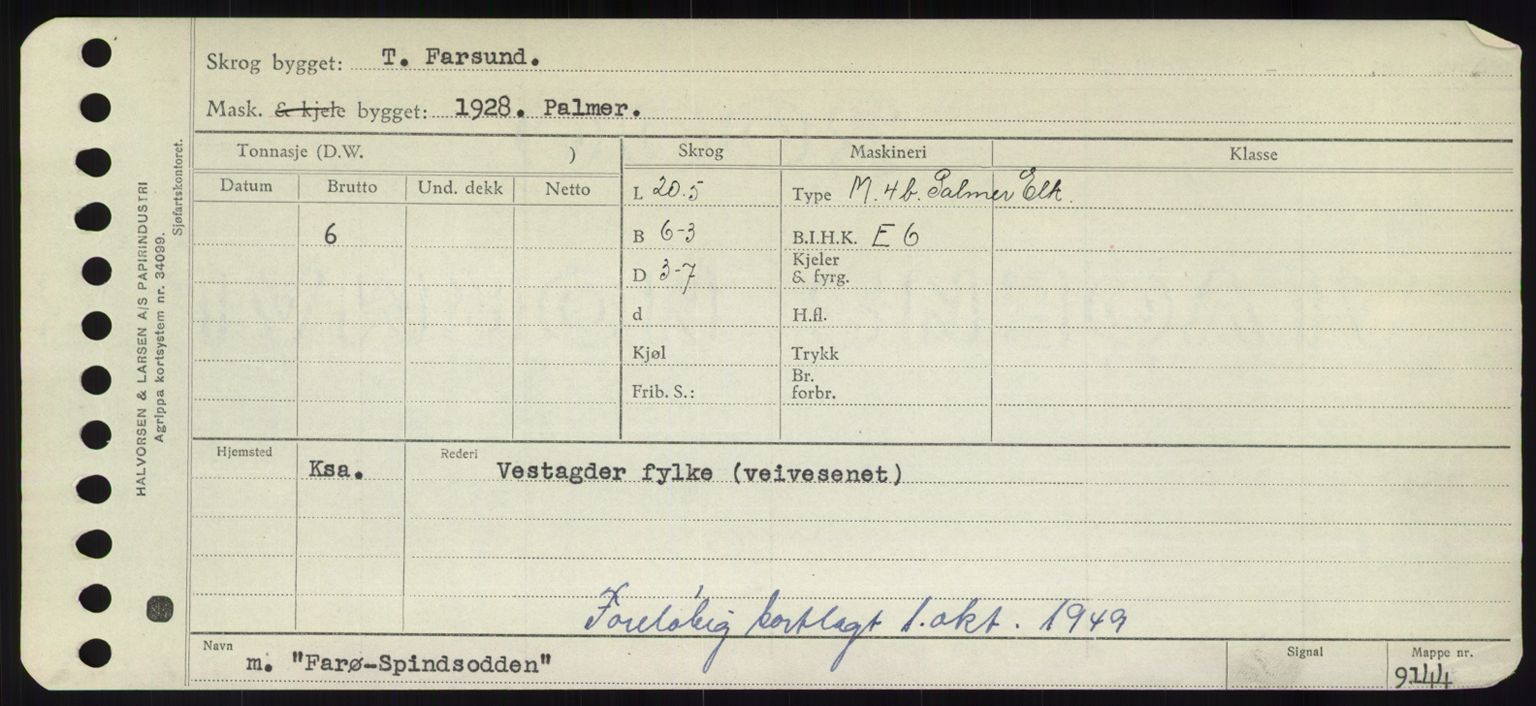 Skrog bygget: T. Farsund.
Mask. & kjele bygget: 1928. Palmer.
Tonnasje (D.W. ) Skrog Maskineri Klasse
Datum Brutto Und. dekk Netto
L 20.5 Type M. 4 b. Palmer Elk.
6 B 6-3 B.I.H.K. E 6
D 3-7 Kjeler & fyrg.
d H.fl.
Kjøl Trykk
Frib. S.: Br. forbr.
Hjemsted Ksa. Rederi Vestagder fylke (veivesenet)
Foreløbig kortlagt 1. okt. 1949
Navn m. "Farø-Spindsodden" Signal Mappe nr. 9144
HALVORSEN & LARSEN A/S PAPIRINDUSTRI
Agrippa kortsystem nr. 34099.
Sjøfartskontoret.